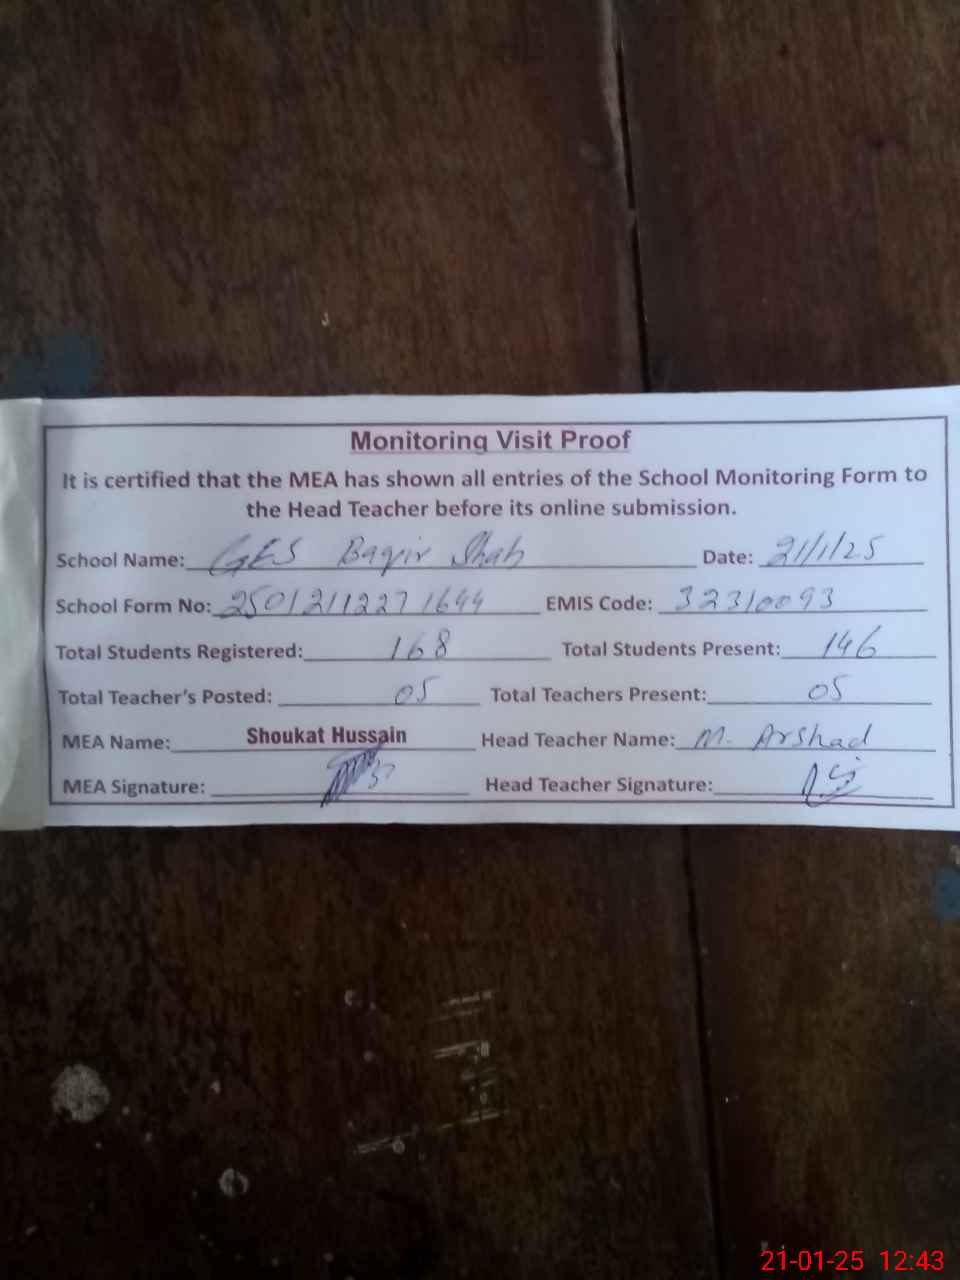 Monitoring Visit Proof
It is certified that the MEA has shown all entries of the School Monitoring Form to
the Head Teacher before its online submission.
School Name: GES Baqir Shah Date: 21/1/25
School Form No: 25012112271644 EMIS Code: 32310093
Total Students Registered: 168 Total Students Present: 146
Total Teacher's Posted: 05 Total Teachers Present: 05
MEA Name: Shoukat Hussain Head Teacher Name: M. Arshad
MEA Signature: Head Teacher Signature:
21-01-25 12:43